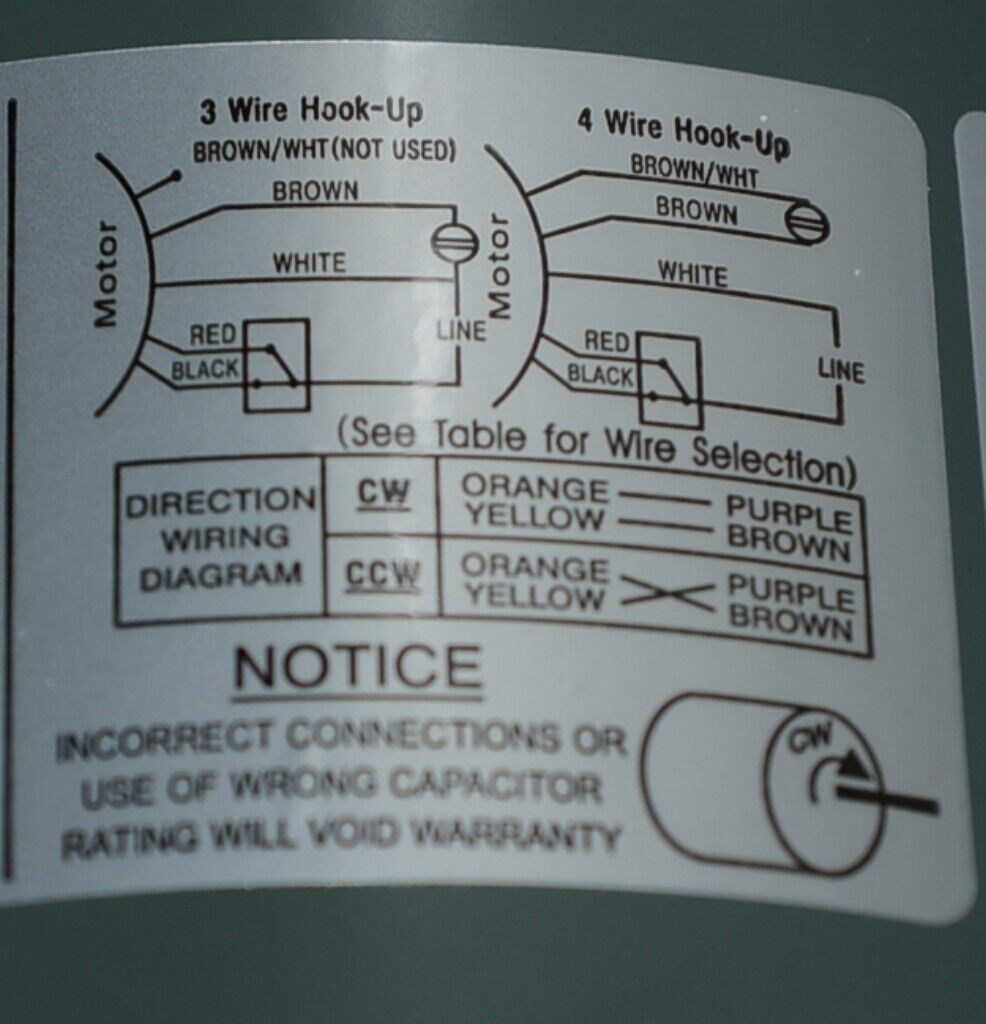 3 Wire Hook-Up
BROWN/WHT(NOT USED)
BROWN
WHITE
Motor
RED
BLACK
LINE
4 Wire Hook-Up
BROWN/WHT
BROWN
WHITE
Motor
RED
BLACK
LINE
(See Table for Wire Selection)
DIRECTION
WIRING
DIAGRAM
CW
ORANGE PURPLE
YELLOW BROWN
CCW
ORANGE PURPLE
YELLOW BROWN
NOTICE
INCORRECT CONNECTIONS OR
USE OF WRONG CAPACITOR
RATING WILL VOID WARRANTY
CW